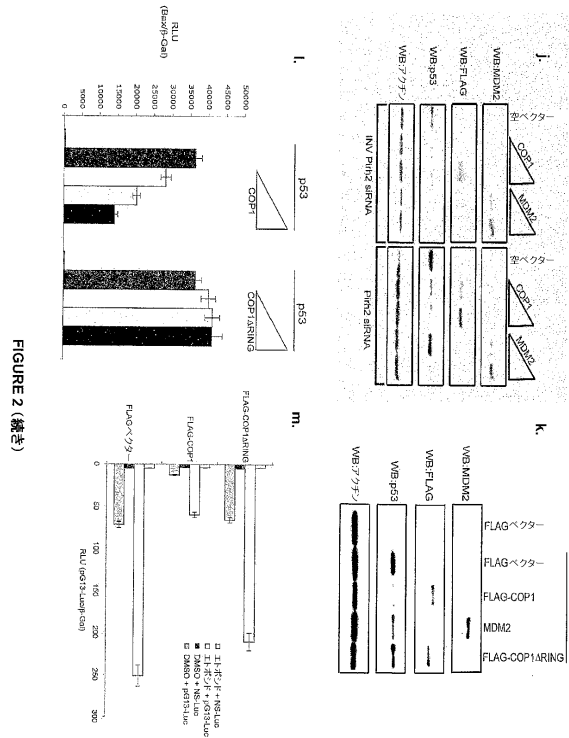 j.
空ベクター
COP1
MDM2
空ベクター
COP1
MDM2
WB:MDM2
WB:FLAG
WB:p53
WB:アクチン
INV Pirh2 siRNA
Pirh2 siRNA
k.
FLAGベクター
FLAGベクター
FLAG-COP1
MDM2
FLAG-COP1ΔRING
WB:MDM2
WB:FLAG
WB:p53
WB:アクチン
l.
p53
p53
COP1
COP1ΔRING
RLU
(Bax/β-Gal)
50000
45000
40000
35000
30000
25000
20000
15000
10000
5000
0
m.
エトポシド + NS-Luc
エトポシド + pG13-Luc
DMSO + NS-Luc
DMSO + pG13-Luc
FLAG-COP1ΔRING
FLAG-COP1
FLAGベクター
0
50
100
150
200
250
300
RLU (pG13-Luc/β-Gal)
FIGURE 2 (続き)